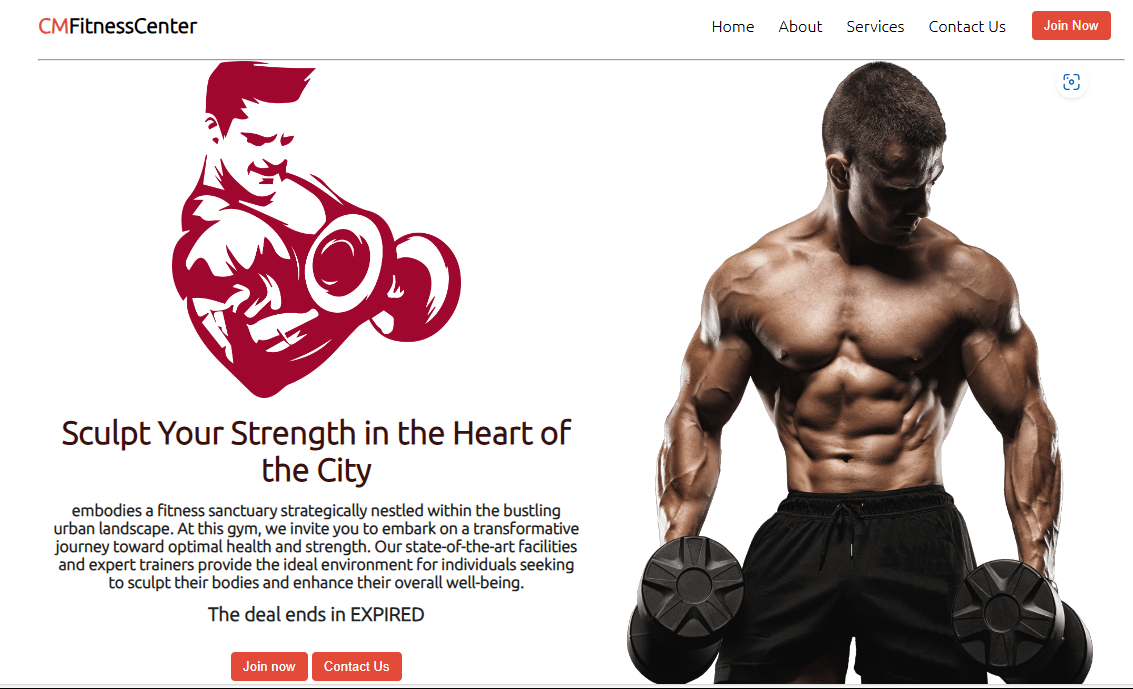 CMFitnessCenter
Home About Services Contact Us Join Now
Sculpt Your Strength in the Heart of
the City
embodies a fitness sanctuary strategically nestled within the bustling
urban landscape. At this gym, we invite you to embark on a transformative
journey toward optimal health and strength. Our state-of-the-art facilities
and expert trainers provide the ideal environment for individuals seeking
to sculpt their bodies and enhance their overall well-being.
The deal ends in EXPIRED
Join now Contact Us